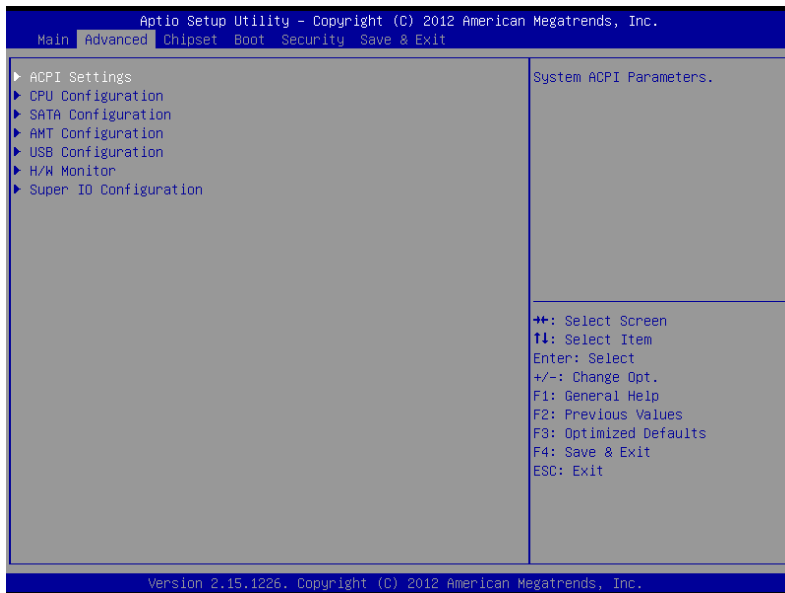 Aptio Setup Utility – Copyright (C) 2012 American Megatrends, Inc.
Main Advanced Chipset Boot Security Save & Exit
▶ ACPI Settings
▶ CPU Configuration
▶ SATA Configuration
▶ AMT Configuration
▶ USB Configuration
▶ H/W Monitor
▶ Super IO Configuration
System ACPI Parameters.
→←: Select Screen
↑↓: Select Item
Enter: Select
+/-: Change Opt.
F1: General Help
F2: Previous Values
F3: Optimized Defaults
F4: Save & Exit
ESC: Exit
Version 2.15.1226. Copyright (C) 2012 American Megatrends, Inc.